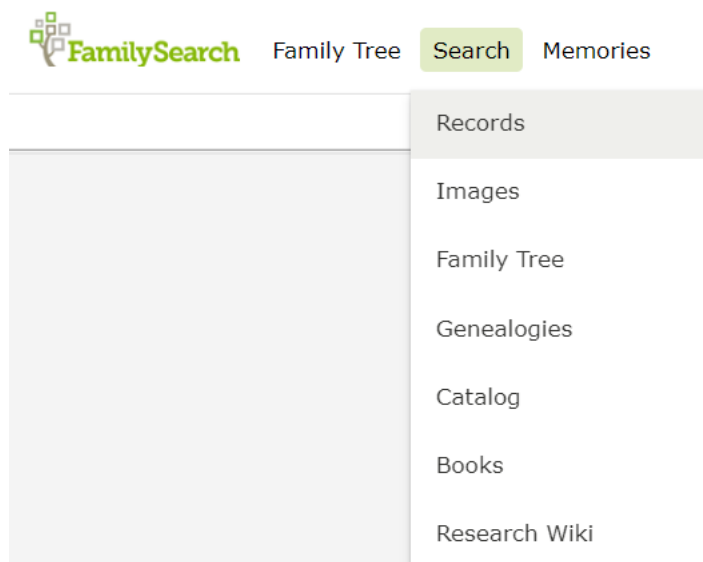 FamilySearch Family Tree Search Memories
Records
Images
Family Tree
Genealogies
Catalog
Books
Research Wiki